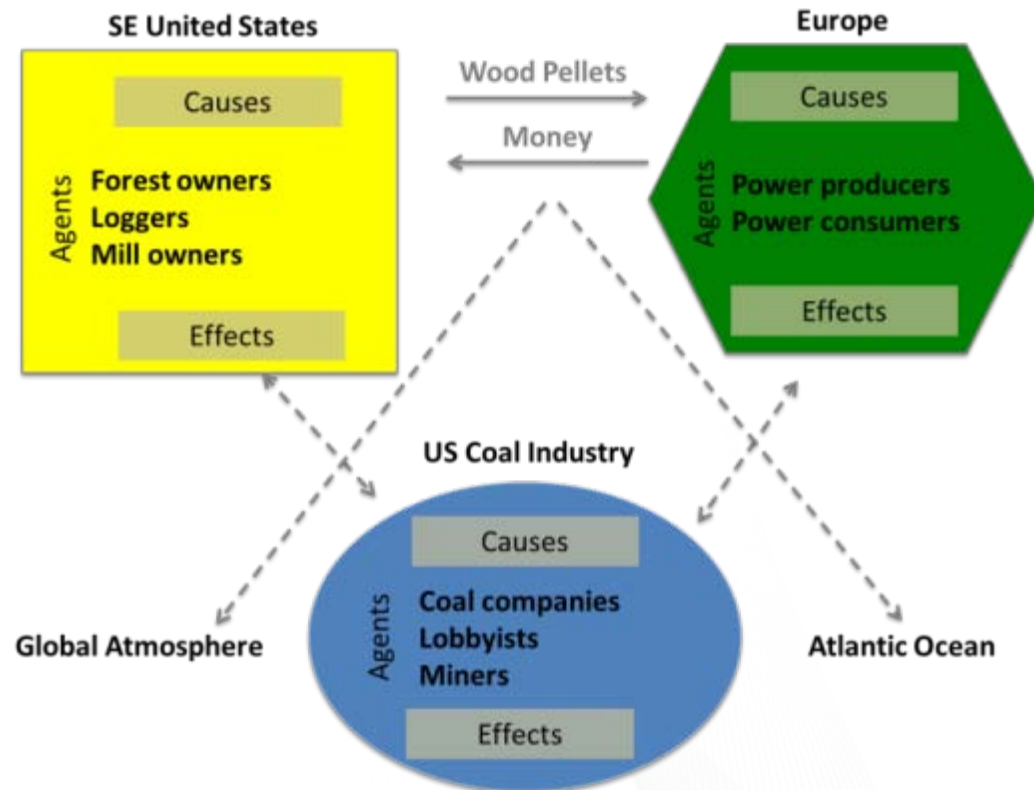 SE United States
Europe
Causes
Agents
Forest owners
Loggers
Mill owners
Effects
Wood Pellets
Money
Causes
Agents
Power producers
Power consumers
Effects
US Coal Industry
Causes
Agents
Coal companies
Lobbyists
Miners
Effects
Global Atmosphere
Atlantic Ocean